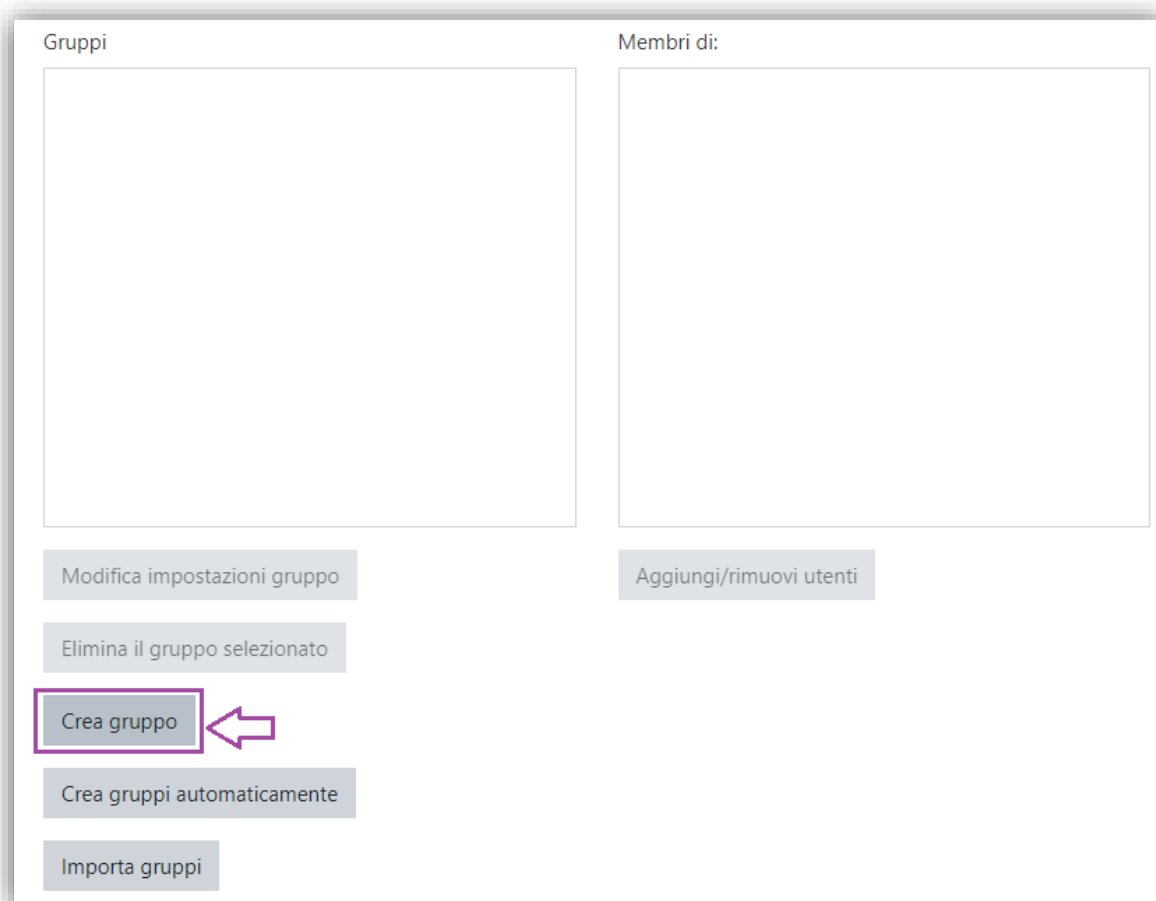 Gruppi
Membri di:
Modifica impostazioni gruppo
Aggiungi/rimuovi utenti
Elimina il gruppo selezionato
Crea gruppo
Crea gruppi automaticamente
Importa gruppi